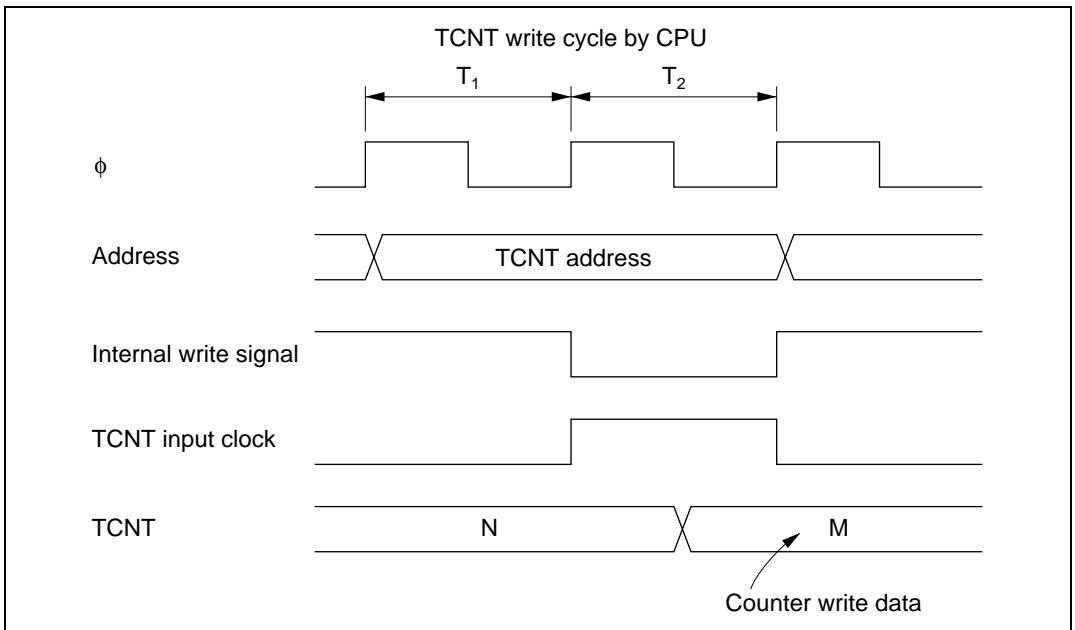 TCNT write cycle by CPU
T₁ T₂
ϕ
Address TCNT address
Internal write signal
TCNT input clock
TCNT N M
Counter write data